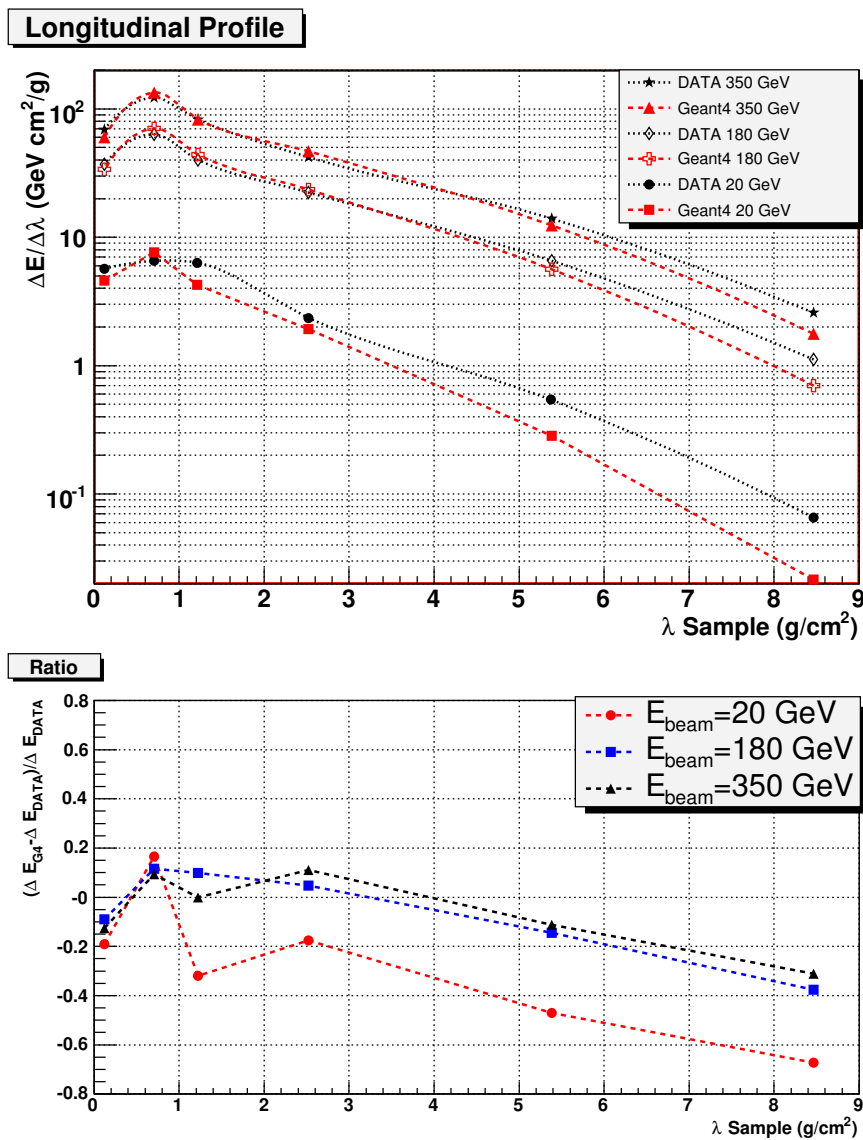 Longitudinal Profile
ΔE/Δλ (GeV cm²/g)
10²
10
1
10⁻¹
DATA 350 GeV
Geant4 350 GeV
DATA 180 GeV
Geant4 180 GeV
DATA 20 GeV
Geant4 20 GeV
0 1 2 3 4 5 6 7 8 9
λ Sample (g/cm²)
Ratio
(Δ E_G4-Δ E_DATA)/Δ E_DATA
0.8
0.6
0.4
0.2
-0
-0.2
-0.4
-0.6
-0.8
E_beam=20 GeV
E_beam=180 GeV
E_beam=350 GeV
0 1 2 3 4 5 6 7 8 9
λ Sample (g/cm²)